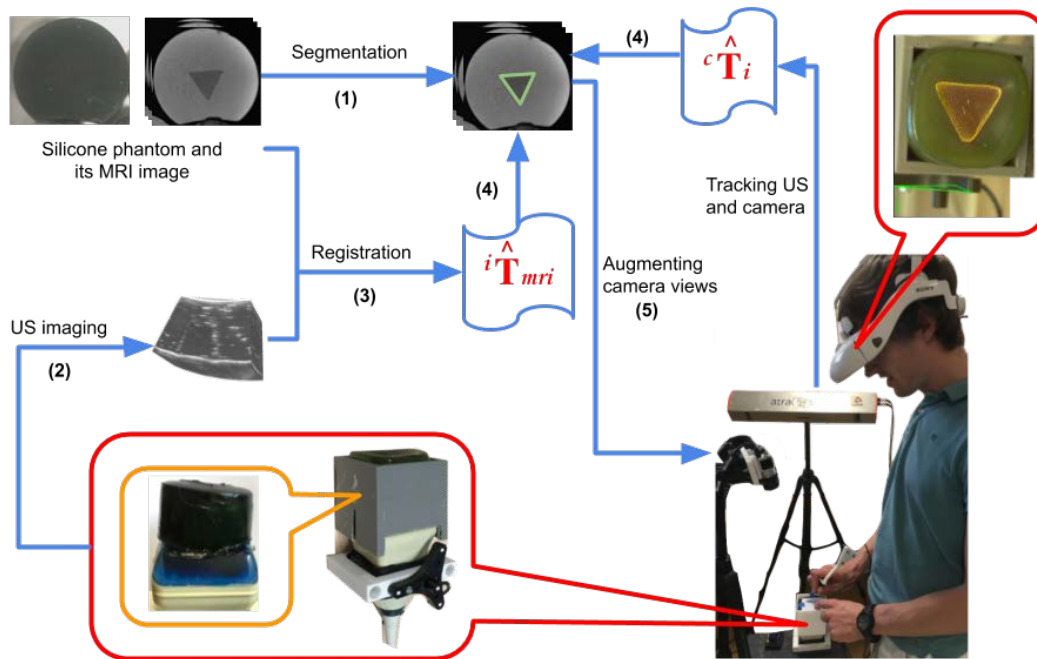 Segmentation
(1)
(4)
c T̂ i
Silicone phantom and
its MRI image
(4)
Tracking US
and camera
Registration
(3)
i T̂ mri
Augmenting
camera views
(5)
US imaging
(2)
SONY